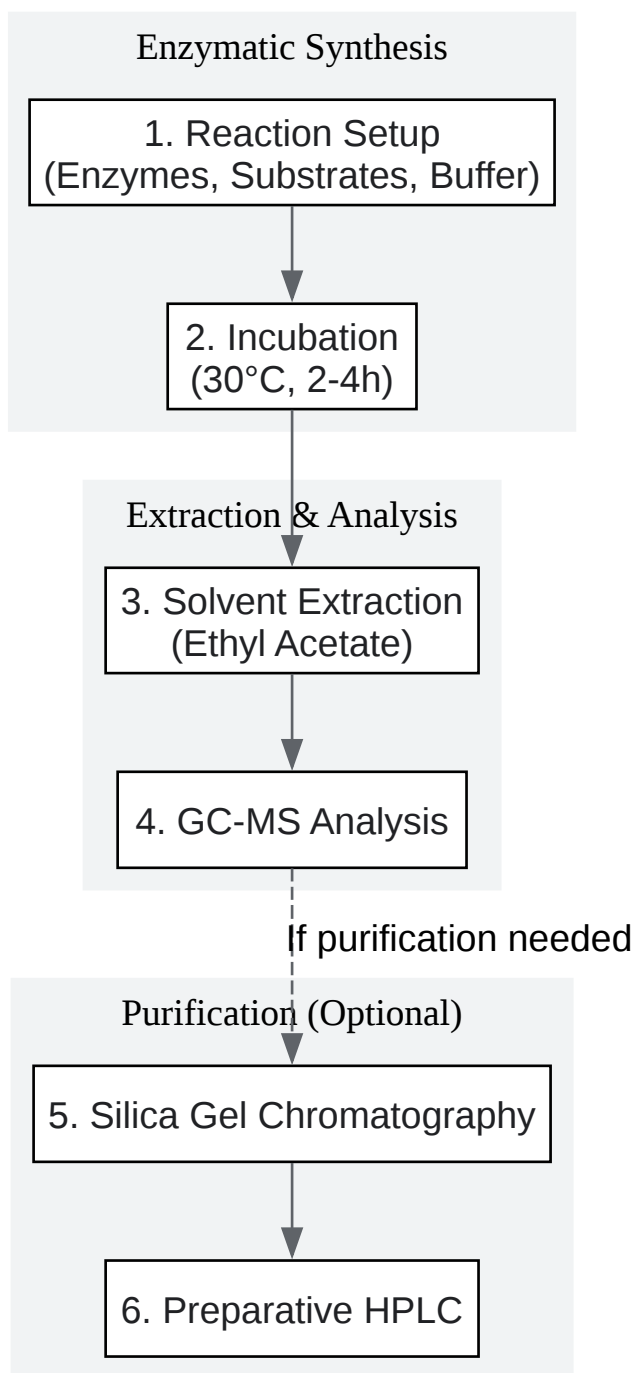 Enzymatic Synthesis
1. Reaction Setup
(Enzymes, Substrates, Buffer)
2. Incubation
(30°C, 2-4h)
Extraction & Analysis
3. Solvent Extraction
(Ethyl Acetate)
4. GC-MS Analysis
If purification needed
Purification (Optional)
5. Silica Gel Chromatography
6. Preparative HPLC